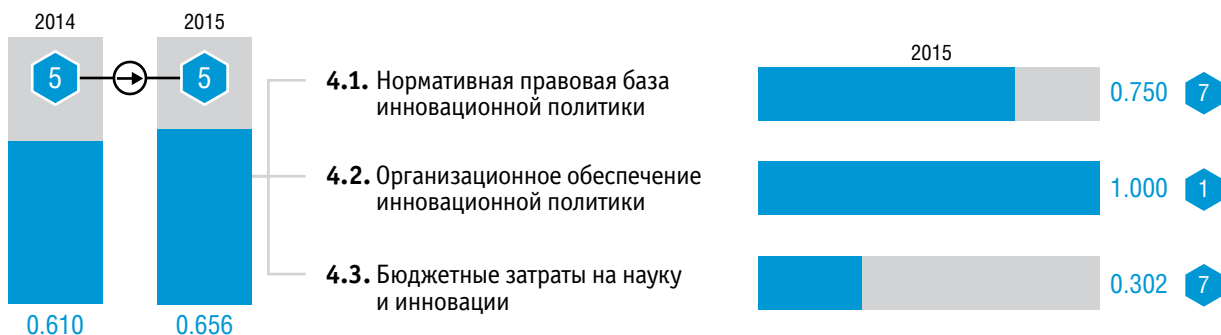 2014 2015
5 5
0.610 0.656
4.1. Нормативная правовая база
инновационной политики
4.2. Организационное обеспечение
инновационной политики
4.3. Бюджетные затраты на науку
и инновации
2015
0.750 7
1.000 1
0.302 7